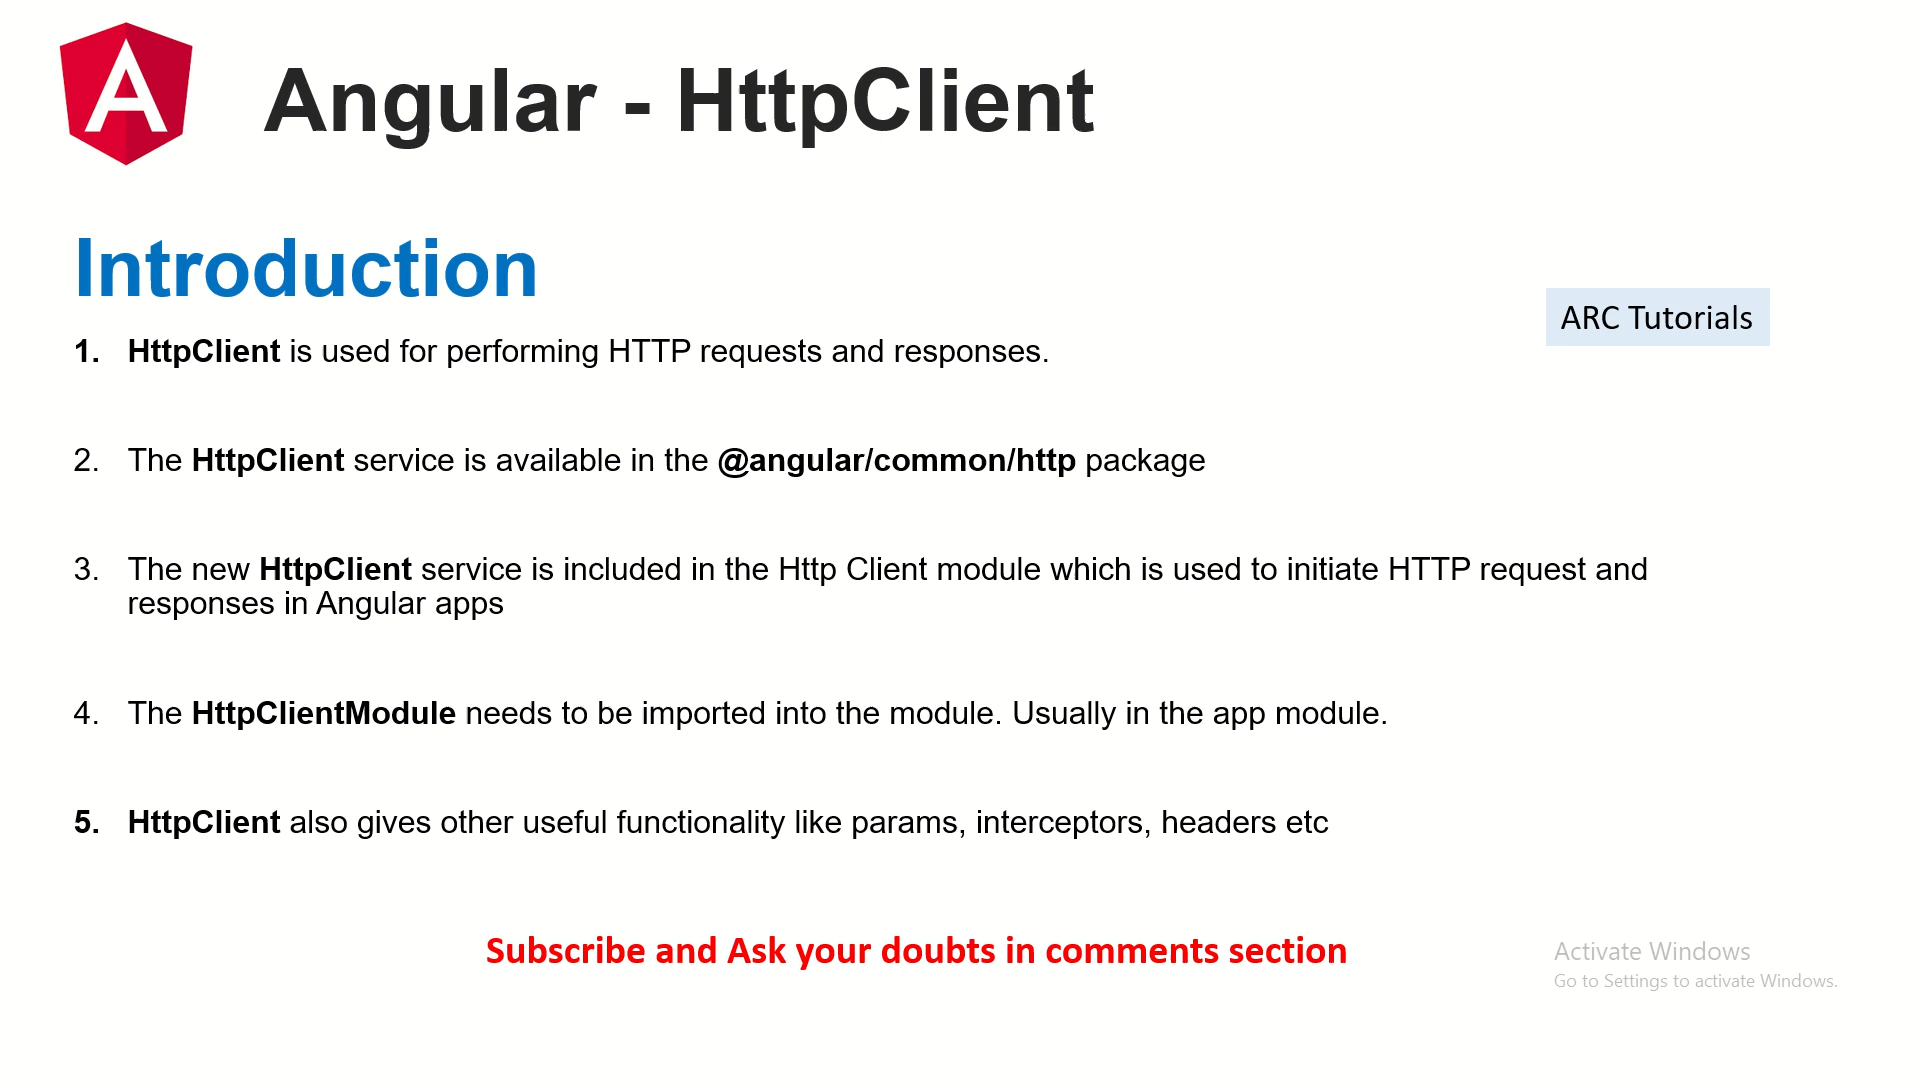 A
Angular - HttpClient
Introduction
ARC Tutorials
1. HttpClient is used for performing HTTP requests and responses.
2. The HttpClient service is available in the @angular/common/http package
3. The new HttpClient service is included in the Http Client module which is used to initiate HTTP request and
responses in Angular apps
4. The HttpClientModule needs to be imported into the module. Usually in the app module.
5. HttpClient also gives other useful functionality like params, interceptors, headers etc
Subscribe and Ask your doubts in comments section
Activate Windows
Go to Settings to activate Windows.